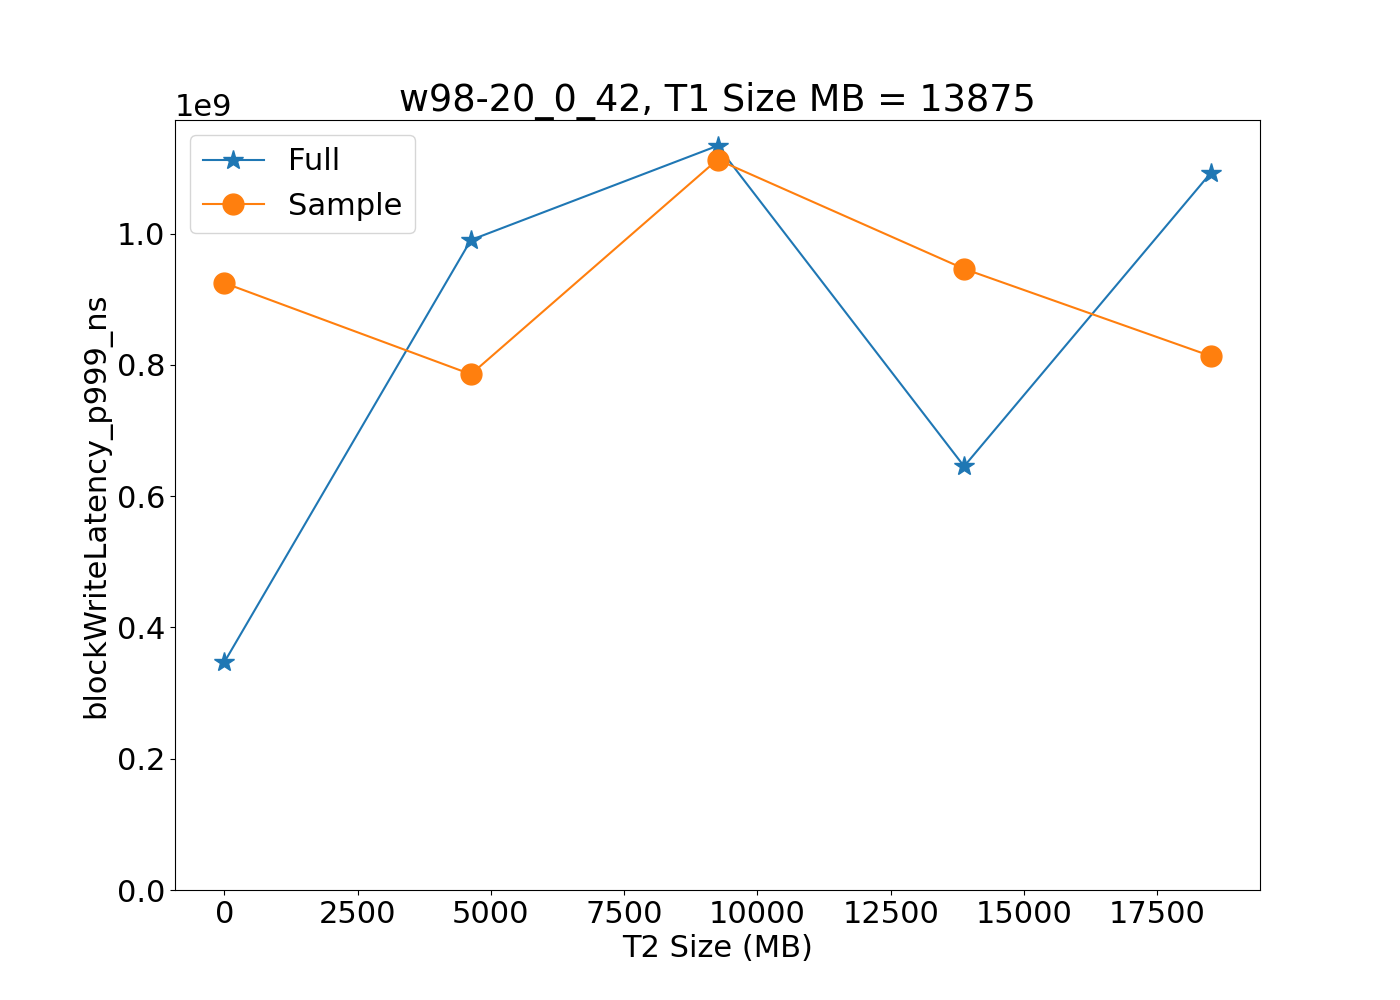 w98-20_0_42, T1 Size MB = 13875
1e9
Full
Sample
1.0
0.8
0.6
0.4
0.2
0.0
blockWriteLatency_p999_ns
0 2500 5000 7500 10000 12500 15000 17500
T2 Size (MB)